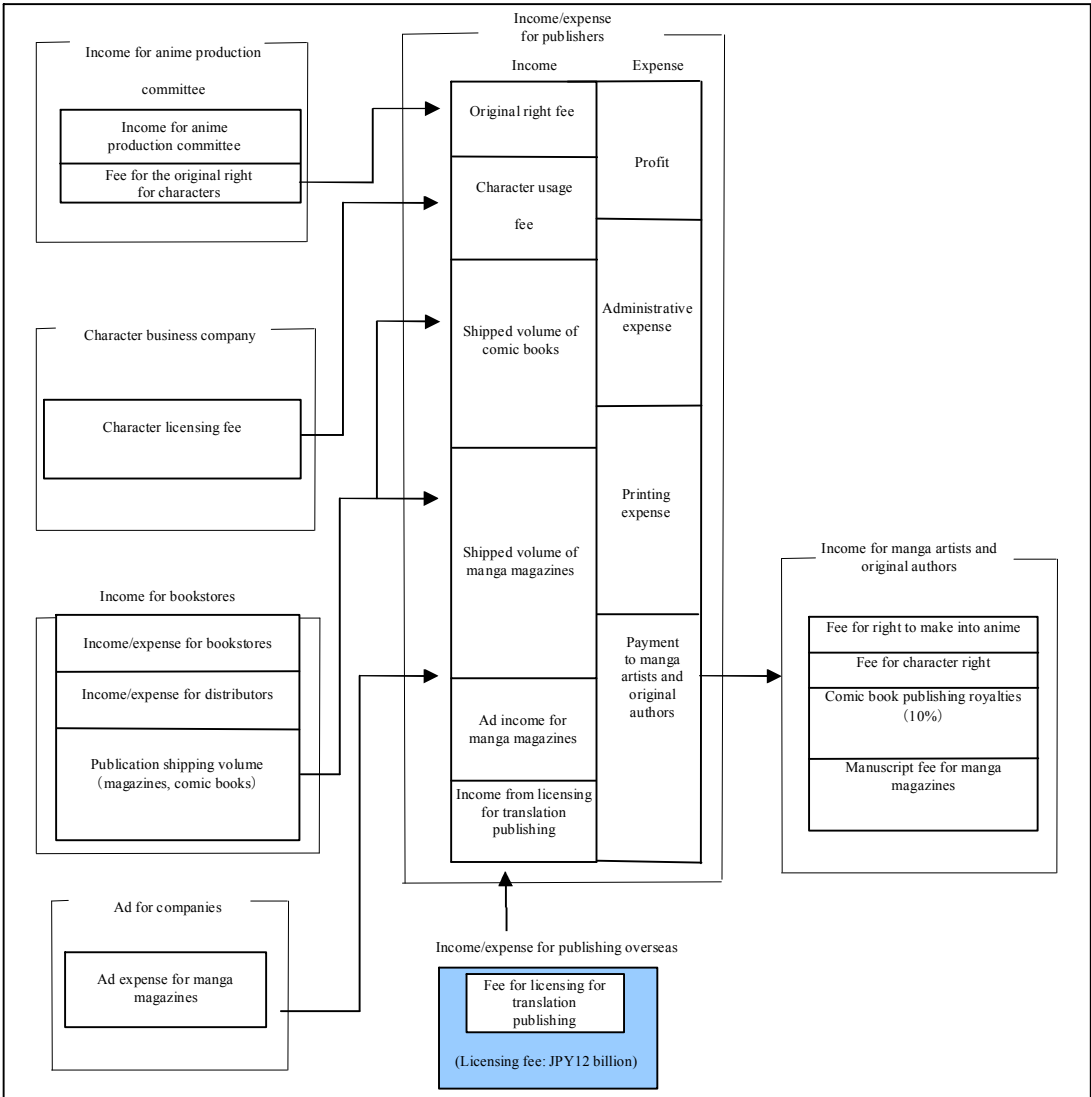 Income for anime production
committee
Income for anime
production committee
Fee for the original right
for characters
Character business company
Character licensing fee
Income for bookstores
Income/expense for bookstores
Income/expense for distributors
Publication shipping volume
(magazines, comic books)
Ad for companies
Ad expense for manga
magazines
Income/expense
for publishers
Income
Expense
Original right fee
Character usage
fee
Shipped volume of
comic books
Shipped volume of
manga magazines
Ad income for
manga magazines
Income from licensing
for translation
publishing
Profit
Administrative
expense
Printing
expense
Payment
to manga
artists and
original
authors
Income/expense for publishing overseas
Fee for licensing for
translation
publishing
(Licensing fee: JPY12 billion)
Income for manga artists and
original authors
Fee for right to make into anime
Fee for character right
Comic book publishing royalties
(10%)
Manuscript fee for manga
magazines